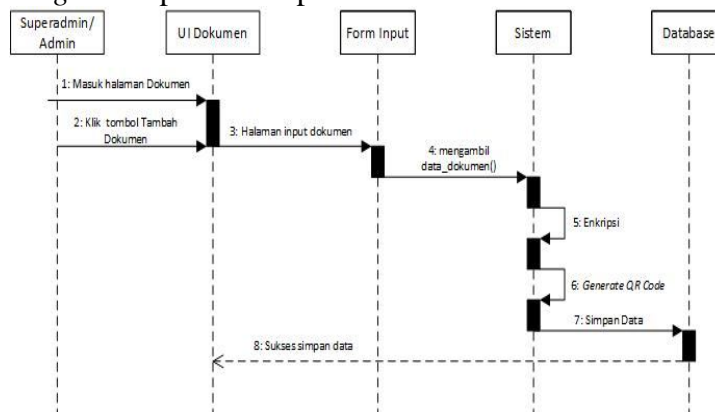 Superadmin/
Admin
UI Dokumen
Form Input
Sistem
Database
1: Masuk halaman Dokumen
2: Klik tombol Tambah
Dokumen
3: Halaman input dokumen
4: mengambil
data_dokumen()
5: Enkripsi
6: Generate QR Code
7: Simpan Data
8: Sukses simpan data